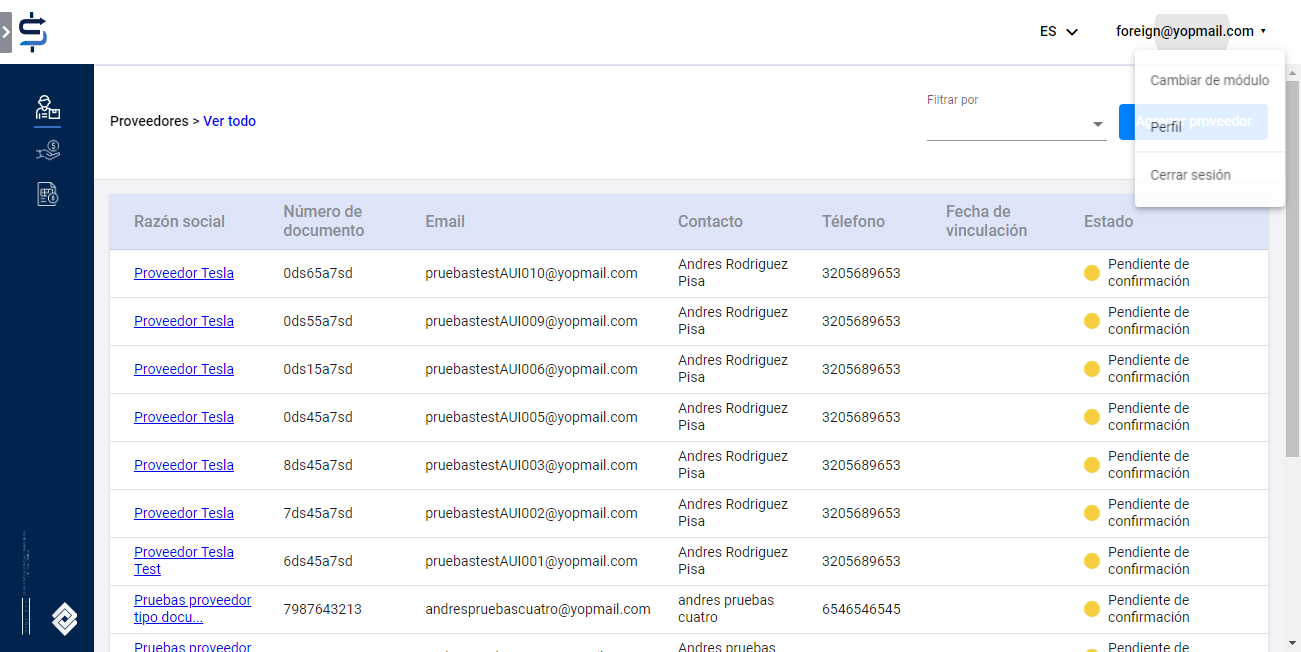 ES
foreign@yopmail.com
Cambiar de módulo
Perfil
Cerrar sesión
Proveedores > Ver todo
Filtrar por
Agregar proveedor
Razón social Número de documento Email Contacto Télefono Fecha de vinculación Estado
Proveedor Tesla 0ds65a7sd pruebastestAUI010@yopmail.com Andres Rodriguez Pisa 3205689653 Pendiente de confirmación
Proveedor Tesla 0ds55a7sd pruebastestAUI009@yopmail.com Andres Rodriguez Pisa 3205689653 Pendiente de confirmación
Proveedor Tesla 0ds15a7sd pruebastestAUI006@yopmail.com Andres Rodriguez Pisa 3205689653 Pendiente de confirmación
Proveedor Tesla 0ds45a7sd pruebastestAUI005@yopmail.com Andres Rodriguez Pisa 3205689653 Pendiente de confirmación
Proveedor Tesla 8ds45a7sd pruebastestAUI003@yopmail.com Andres Rodriguez Pisa 3205689653 Pendiente de confirmación
Proveedor Tesla 7ds45a7sd pruebastestAUI002@yopmail.com Andres Rodriguez Pisa 3205689653 Pendiente de confirmación
Proveedor Tesla Test 6ds45a7sd pruebastestAUI001@yopmail.com Andres Rodriguez Pisa 3205689653 Pendiente de confirmación
Pruebas proveedor tipo docu... 7987643213 andrespruebascuatro@yopmail.com andres pruebas cuatro 6546546545 Pendiente de confirmación
Pruebas proveedor Andres pruebas Pendiente de